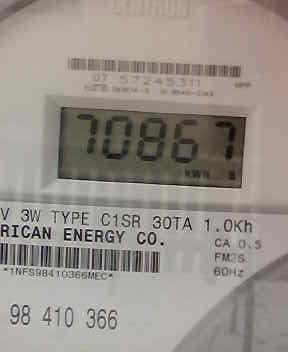 CENTRON
07 57245311
70867
kWh
V 3W TYPE C1SR 30TA 1.0Kh
RICAN ENERGY CO.
CA 0.5
FM2S
*1NFS98410366MEC*
60Hz
98 410 366